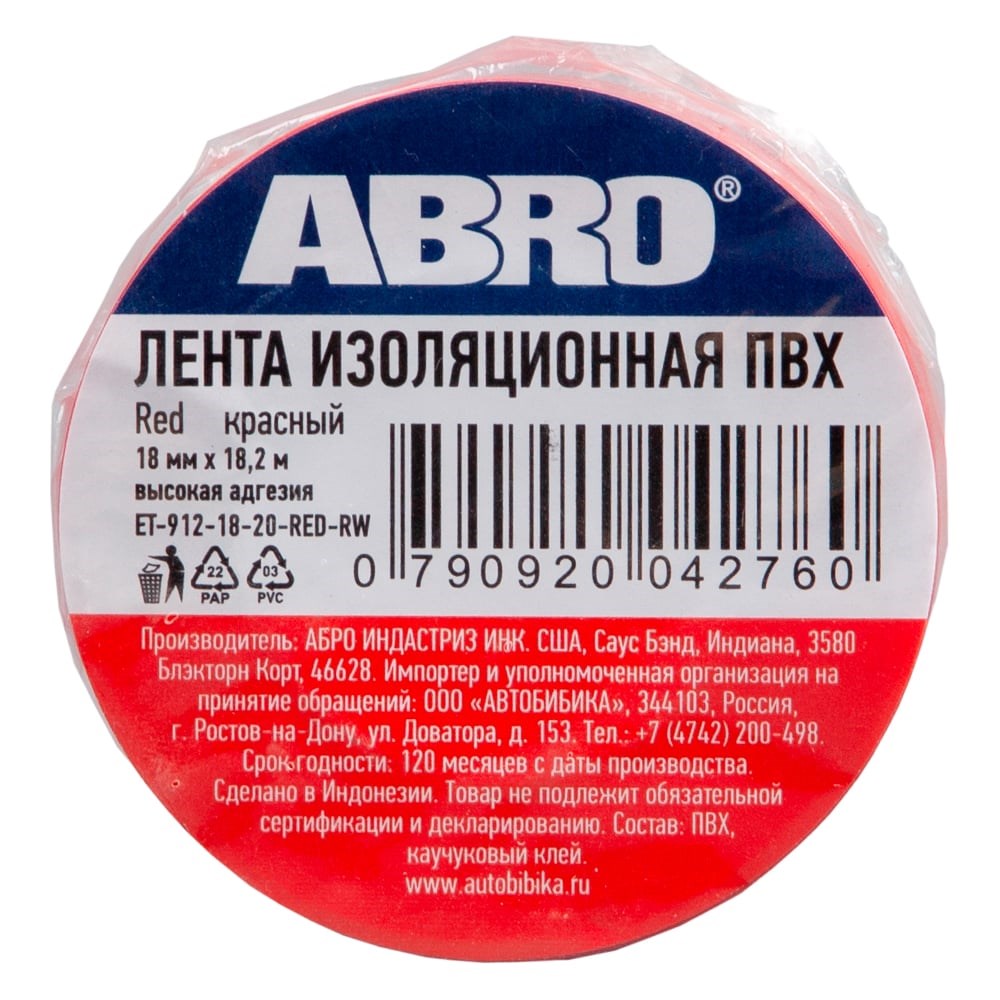 ABRO®
ЛЕНТА ИЗОЛЯЦИОННАЯ ПВХ
Red красный
18 мм x 18,2 м
высокая адгезия
ET-912-18-20-RED-RW
22
PAP
03
PVC
0 790920 042760
Производитель: АБРО ИНДАСТРИЗ ИНК. США, Саус Бэнд, Индиана, 3580
Блэкторн Корт, 46628. Импортер и уполномоченная организация на
принятие обращений: ООО «АВТОБИБИКА», 344103, Россия,
г. Ростов-на-Дону, ул. Доватора, д. 153. Тел.: +7 (4742) 200-498.
Срок годности: 120 месяцев с даты производства.
Сделано в Индонезии. Товар не подлежит обязательной
сертификации и декларированию. Состав: ПВХ,
каучуковый клей.
www.autobibika.ru